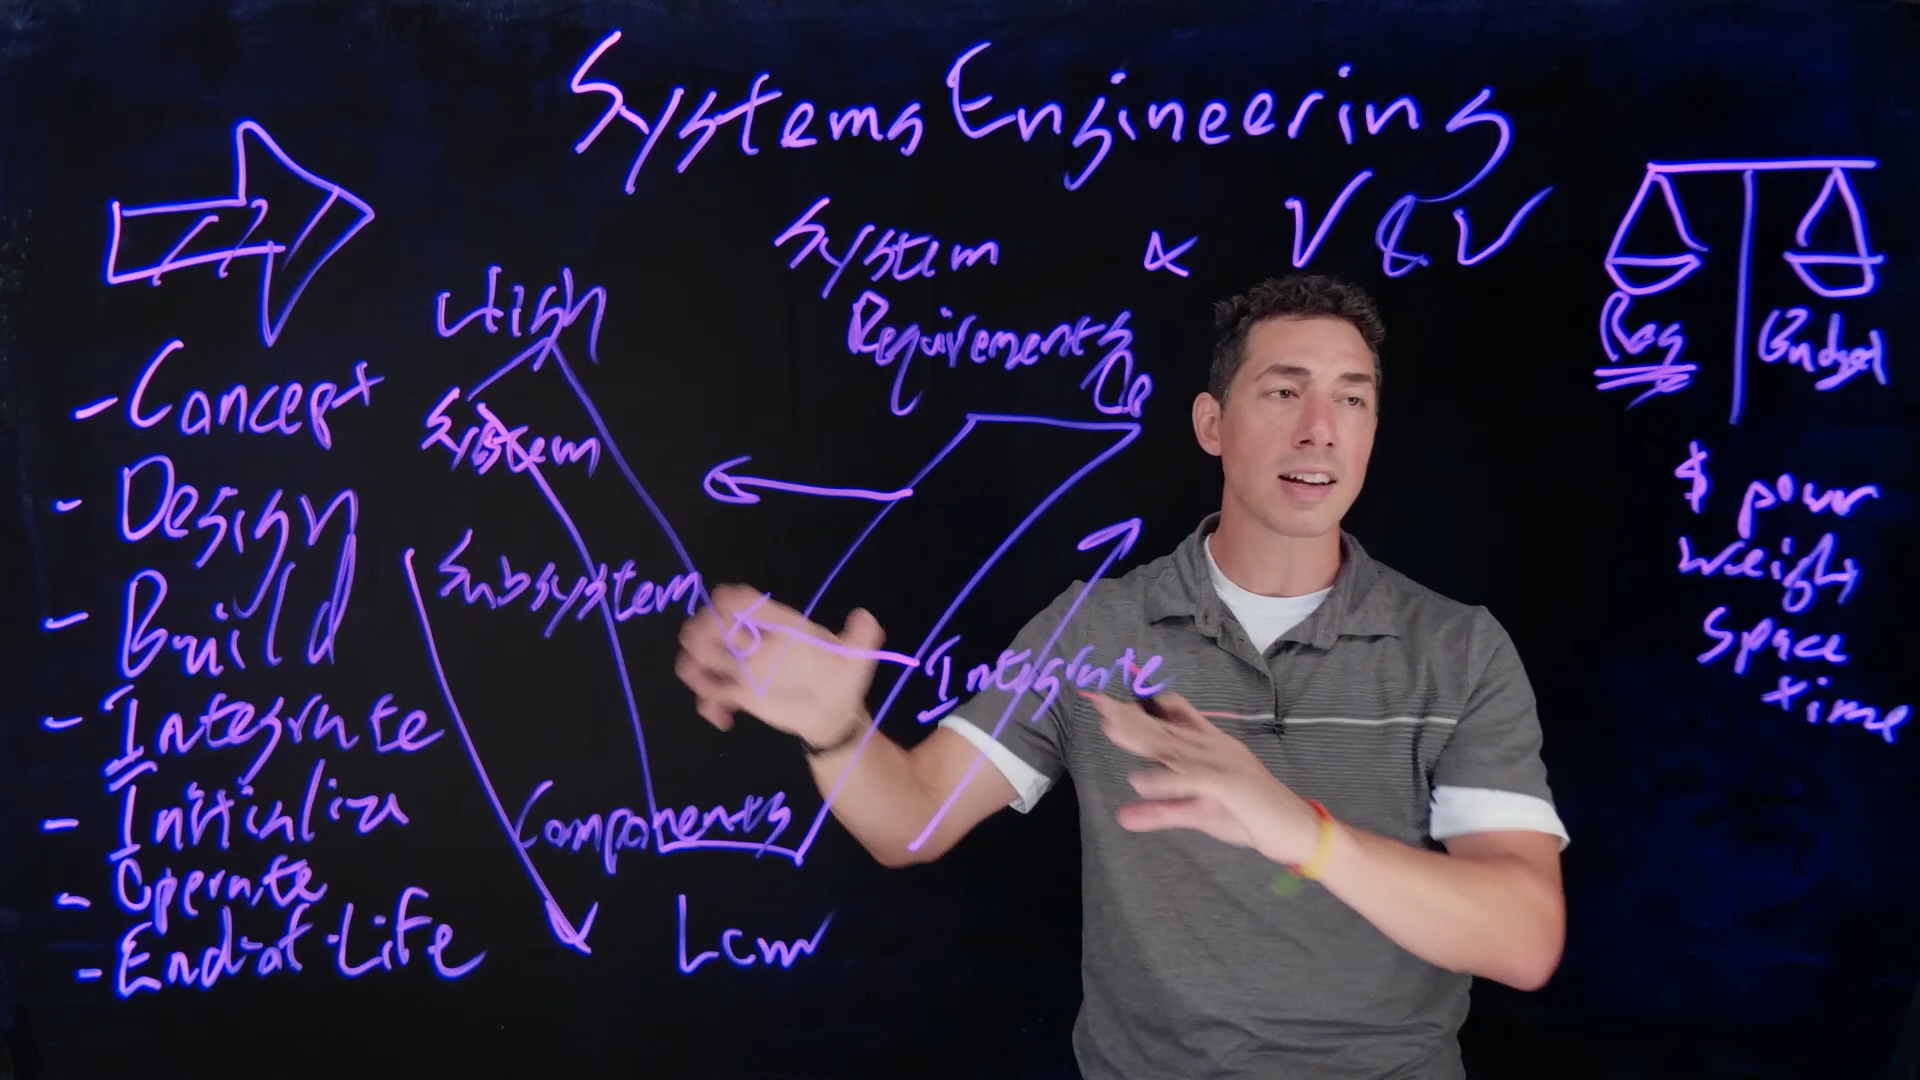 Systems Engineering
System & V & V
Requirements
- Concept
- Design
- Build
- Integrate
- Initialize
- Operate
- End-of-Life
High
System
Subsystem
Components
Low
Integrate
Req
Budget
$ power
weight
space
time